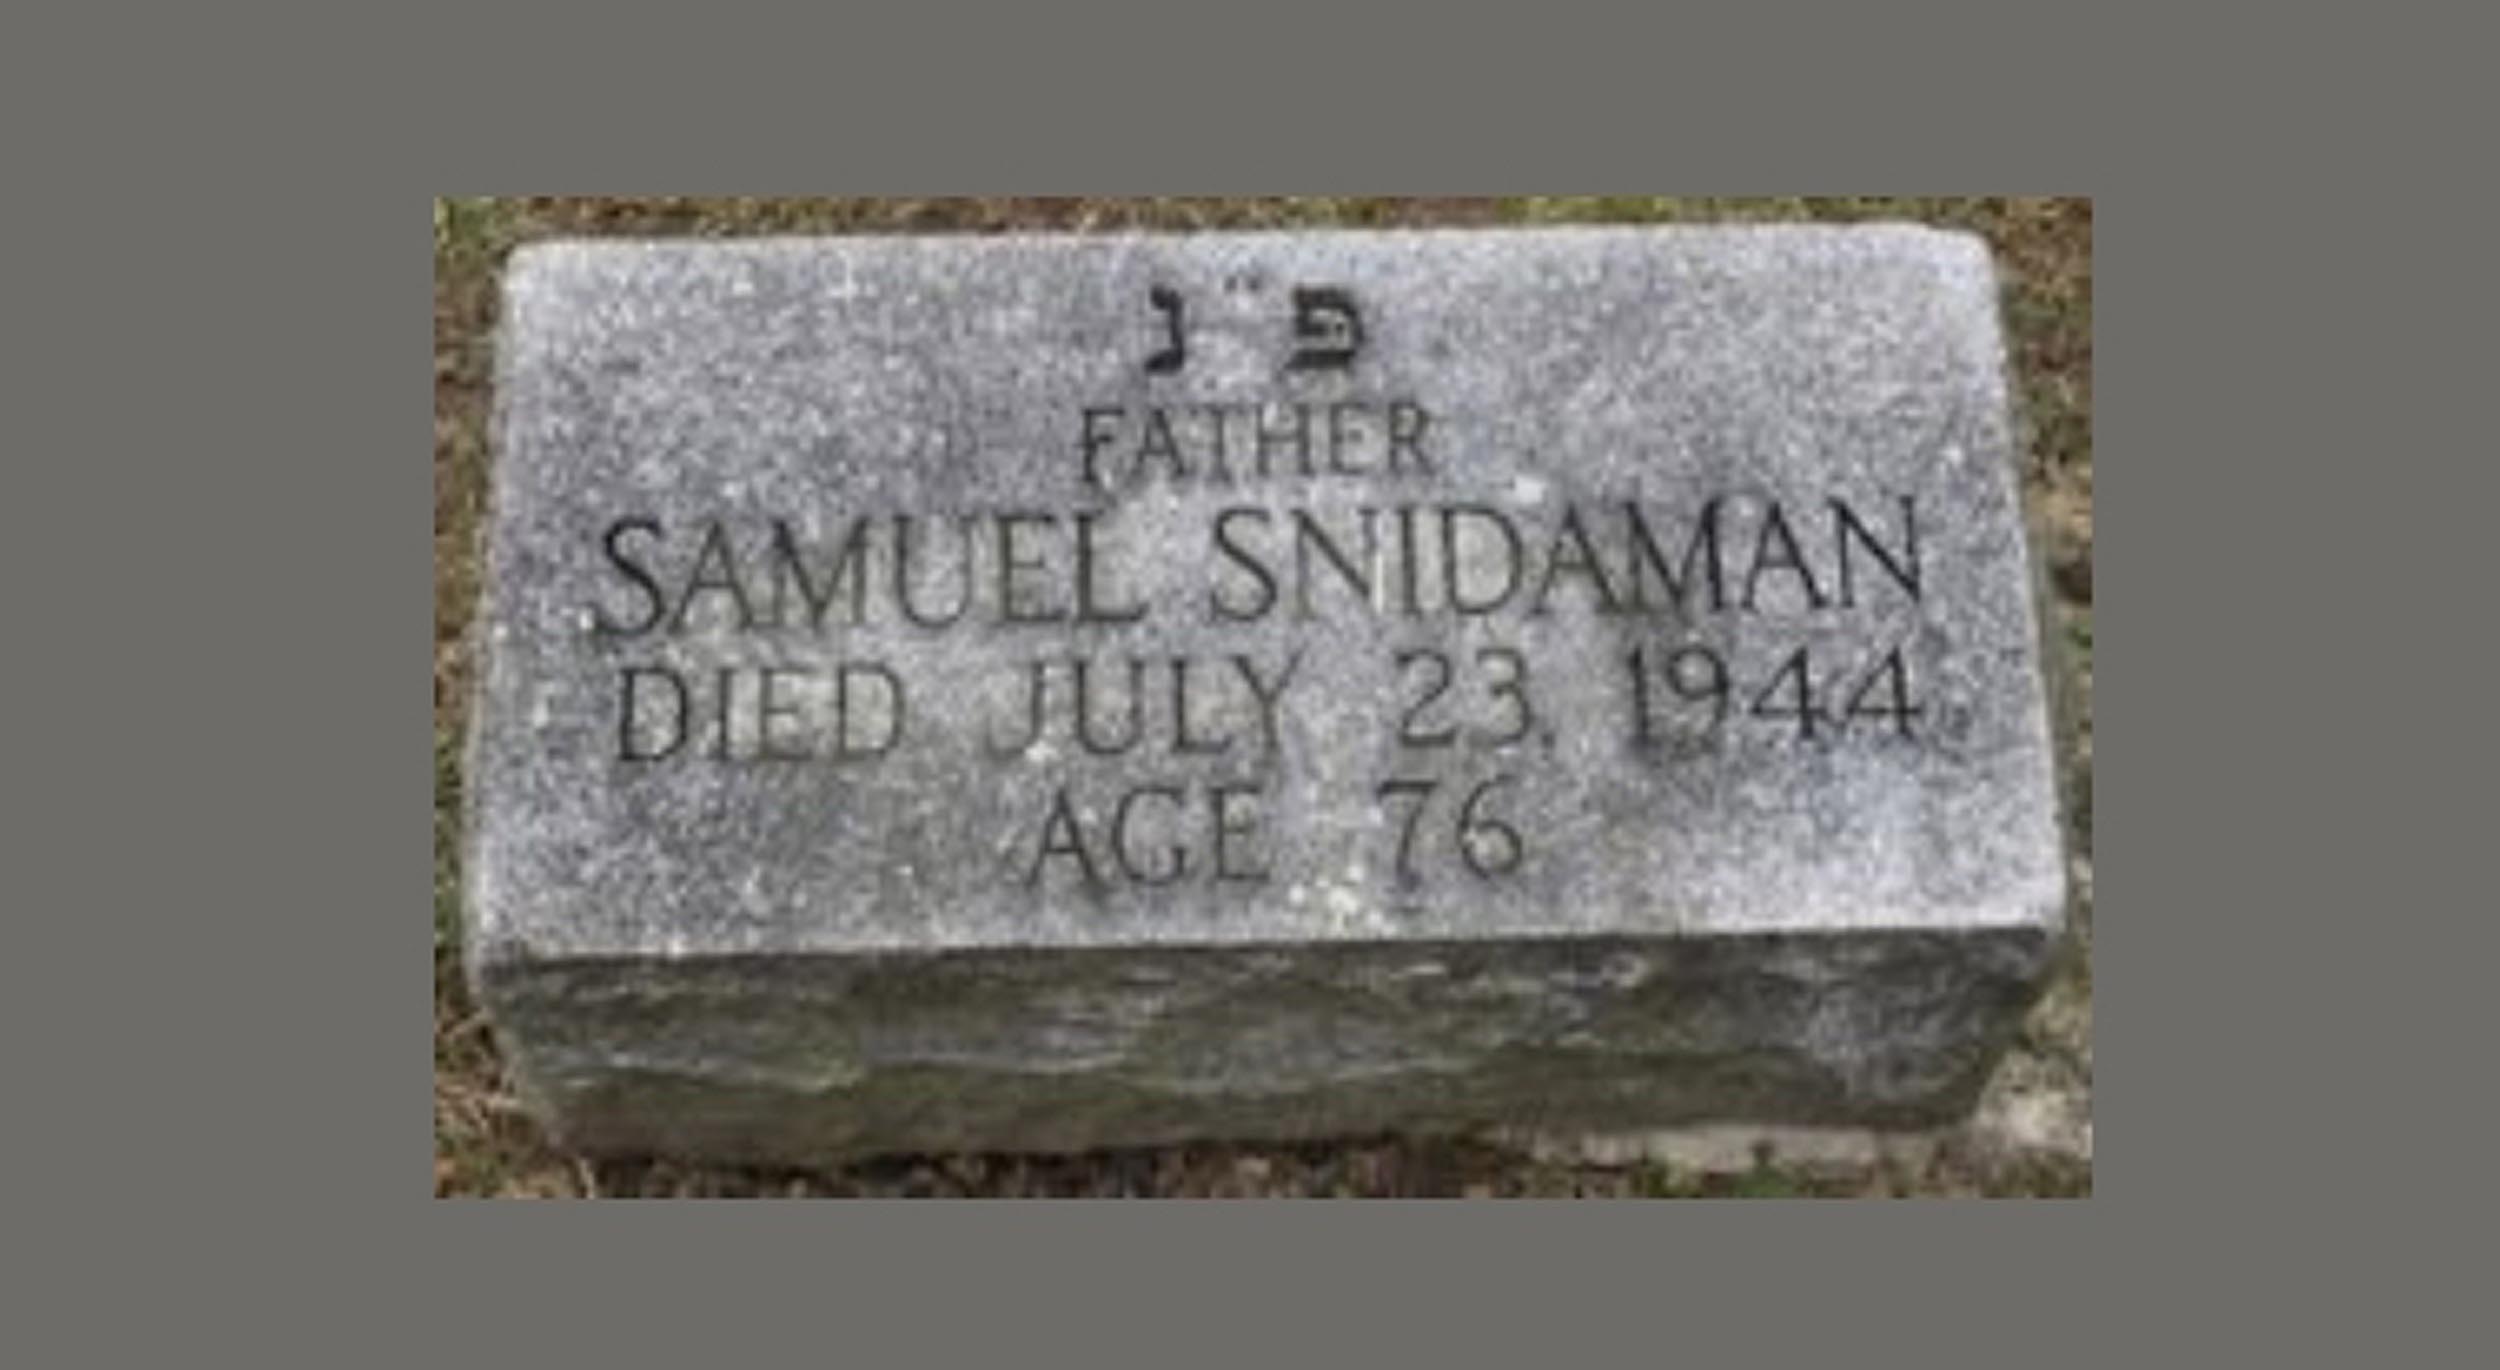 פ"נ
FATHER
SAMUEL SNIDAMAN
DIED JULY 23, 1944
AGE 76